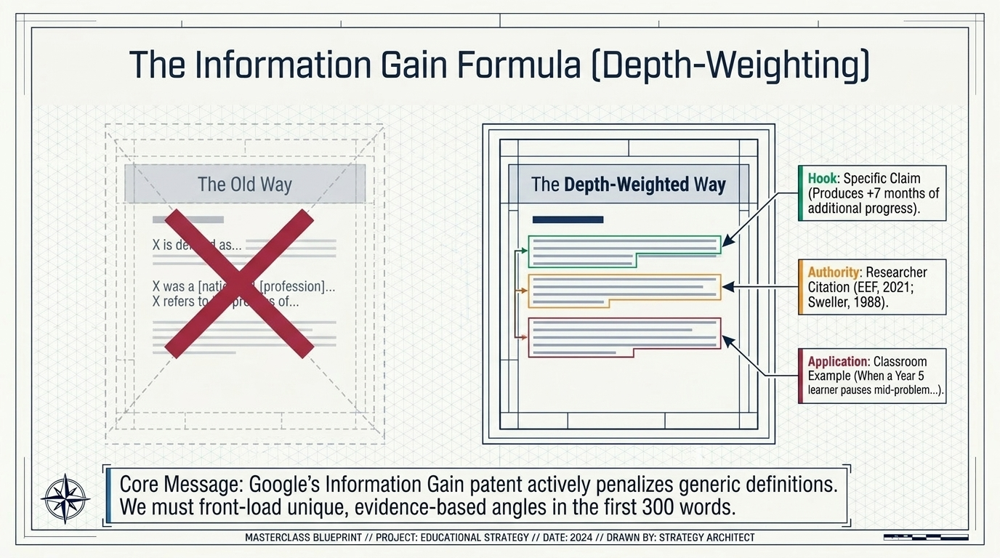 The Information Gain Formula (Depth-Weighting)
The Old Way
X is de d as...
X was a [nati [profession]...
X refers to pr s of...
The Depth-Weighted Way
Hook: Specific Claim
(Produces +7 months of
additional progress).
Authority: Researcher
Citation (EEF, 2021;
Sweller, 1988).
Application: Classroom
Example (When a Year 5
learner pauses mid-problem...).
Core Message: Google's Information Gain patent actively penalizes generic definitions.
We must front-load unique, evidence-based angles in the first 300 words.
MASTERCLASS BLUEPRINT // PROJECT: EDUCATIONAL STRATEGY // DATE: 2024 // DRAWN BY: STRATEGY ARCHITECT